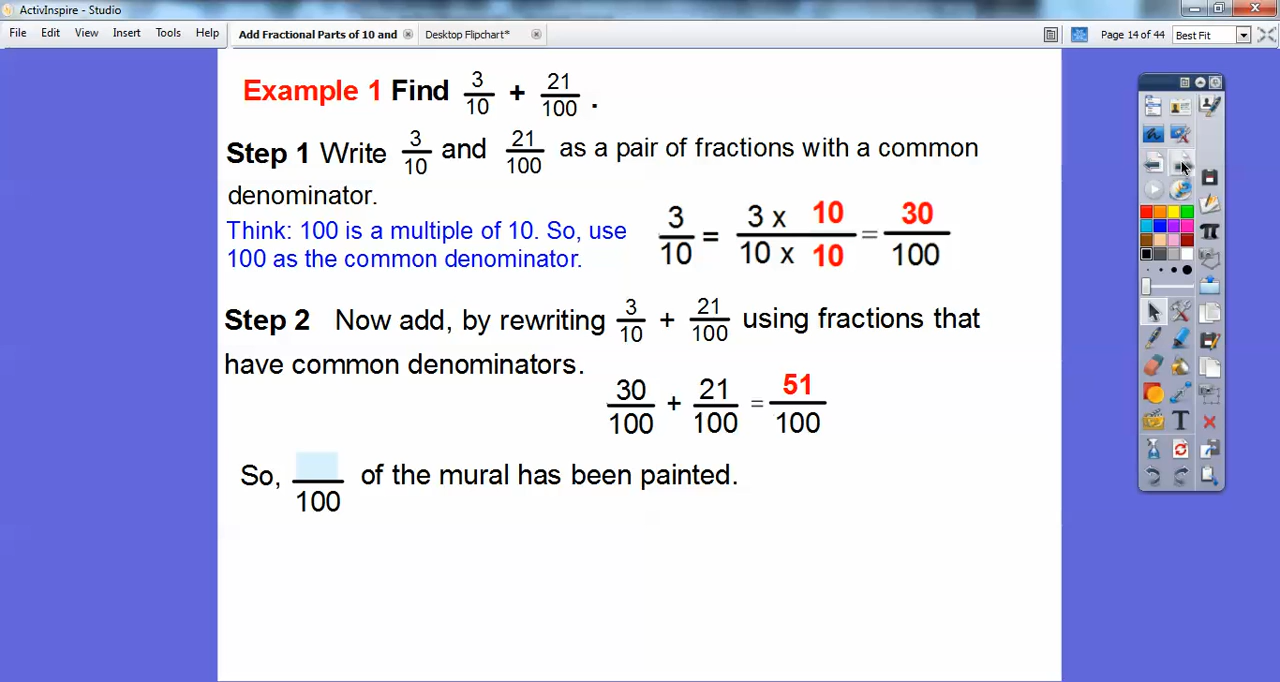 ActivInspire - Studio
File Edit View Insert Tools Help Add Fractional Parts of 10 and Desktop Flipchart* Page 14 of 44 Best Fit
Example 1 Find 3/10 + 21/100 .
Step 1 Write 3/10 and 21/100 as a pair of fractions with a common
denominator.
Think: 100 is a multiple of 10. So, use
100 as the common denominator.
3/10 = 3 x 10/10 x 10 = 30/100
Step 2 Now add, by rewriting 3/10 + 21/100 using fractions that
have common denominators.
30/100 + 21/100 = 51/100
So, /100 of the mural has been painted.